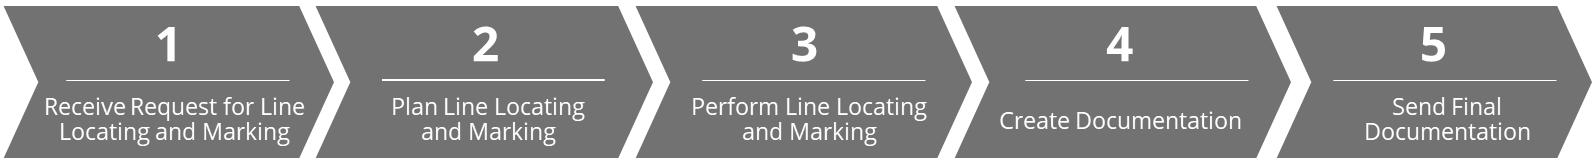 1
Receive Request for Line
Locating and Marking
2
Plan Line Locating
and Marking
3
Perform Line Locating
and Marking
4
Create Documentation
5
Send Final
Documentation